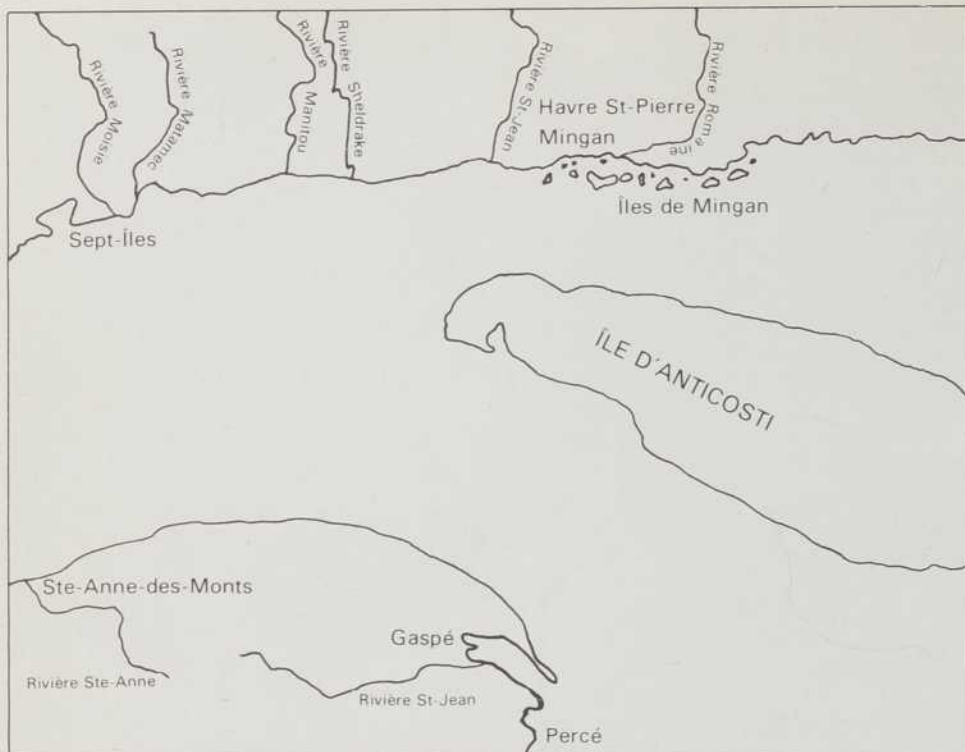 Rivière Moisie
Rivière Matamec
Rivière Manitou
Rivière Sheldrake
Rivière St-Jean
Havre St-Pierre
Mingan
Rivière Romaine
Îles de Mingan
Sept-Îles
ÎLE D'ANTICOSTI
Ste-Anne-des-Monts
Gaspé
Rivière Ste-Anne
Rivière St-Jean
Percé